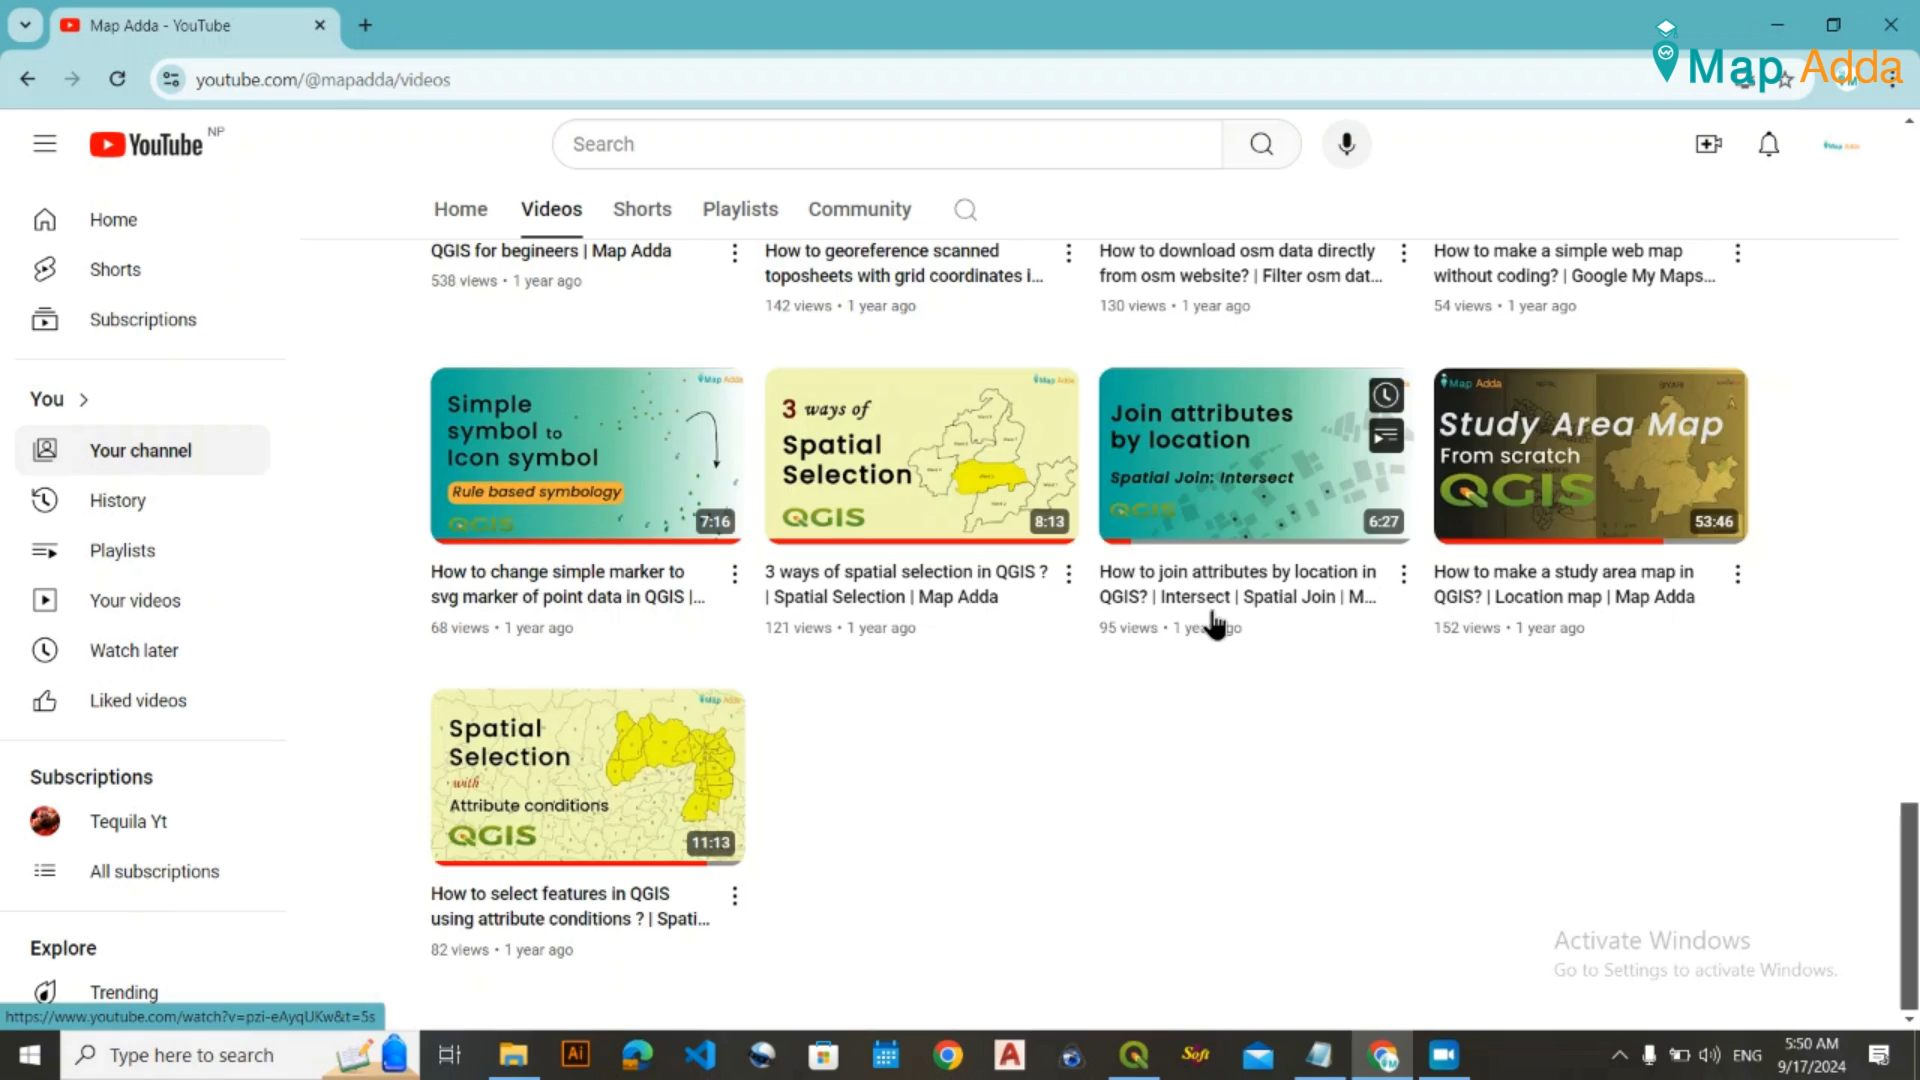 Map Adda - YouTube
Map Adda
youtube.com/@mapadda/videos
YouTube NP
Search
Home
Shorts
Subscriptions
You
Your channel
History
Playlists
Your videos
Watch later
Liked videos
Subscriptions
Tequila Yt
All subscriptions
Explore
Trending
https://www.youtube.com/watch?v=pzi-eAyqUKw&t=5s
Home Videos Shorts Playlists Community
QGIS for begineers | Map Adda
538 views • 1 year ago
How to georeference scanned
toposheets with grid coordinates i...
142 views • 1 year ago
How to download osm data directly
from osm website? | Filter osm dat...
130 views • 1 year ago
How to make a simple web map
without coding? | Google My Maps...
54 views • 1 year ago
Map Adda
Simple
symbol to
Icon symbol
Rule based symbology
QGIS
7:16
How to change simple marker to
svg marker of point data in QGIS |...
68 views • 1 year ago
Map Adda
3 ways of
Spatial
Selection
QGIS
8:13
3 ways of spatial selection in QGIS ?
| Spatial Selection | Map Adda
121 views • 1 year ago
Join attributes
by location
Spatial Join: Intersect
QGIS
6:27
How to join attributes by location in
QGIS? | Intersect | Spatial Join | M...
95 views • 1 year ago
Map Adda
Study Area Map
From scratch
QGIS
53:46
How to make a study area map in
QGIS? | Location map | Map Adda
152 views • 1 year ago
Map Adda
Spatial
Selection
with
Attribute conditions
QGIS
11:13
How to select features in QGIS
using attribute conditions ? | Spati...
82 views • 1 year ago
Activate Windows
Go to Settings to activate Windows.
Type here to search
Ai
Soft
ENG
5:50 AM
9/17/2024